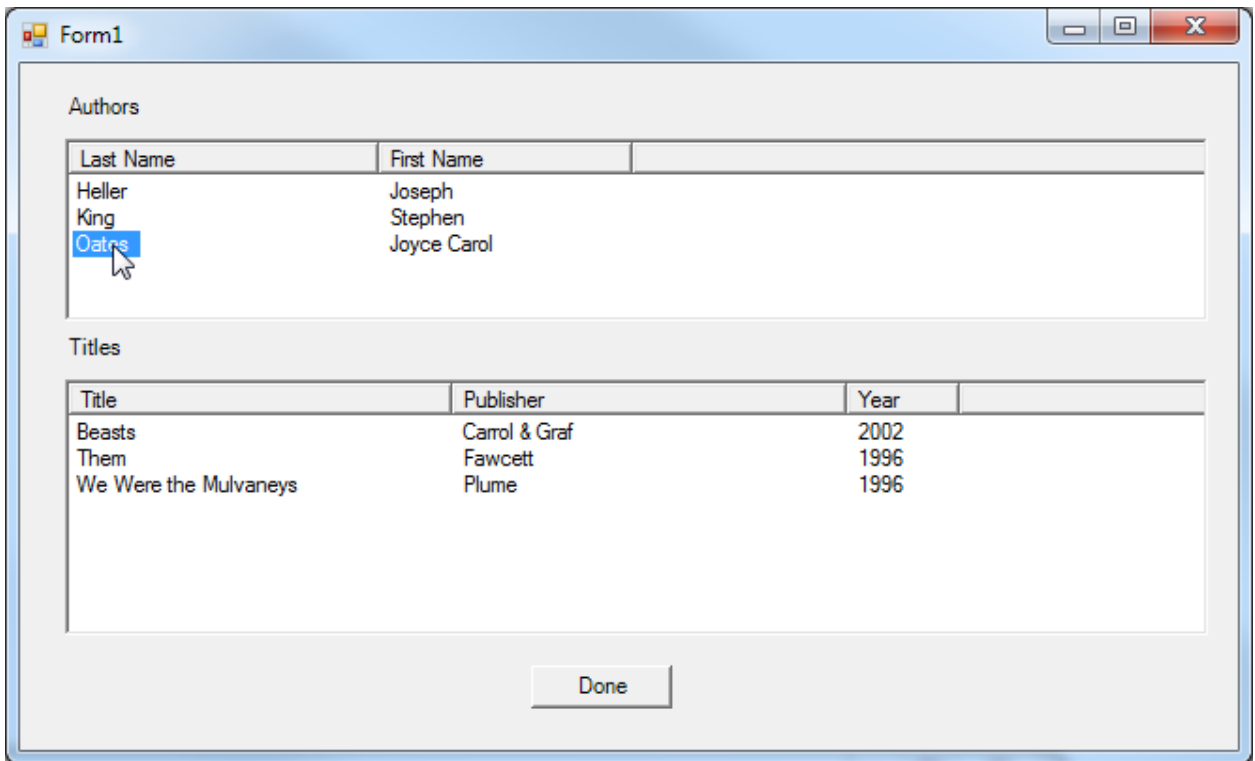 Form1
Authors
Last Name First Name
Heller Joseph
King Stephen
Oates Joyce Carol
Titles
Title Publisher Year
Beasts Carrol & Graf 2002
Them Fawcett 1996
We Were the Mulvaneys Plume 1996
Done